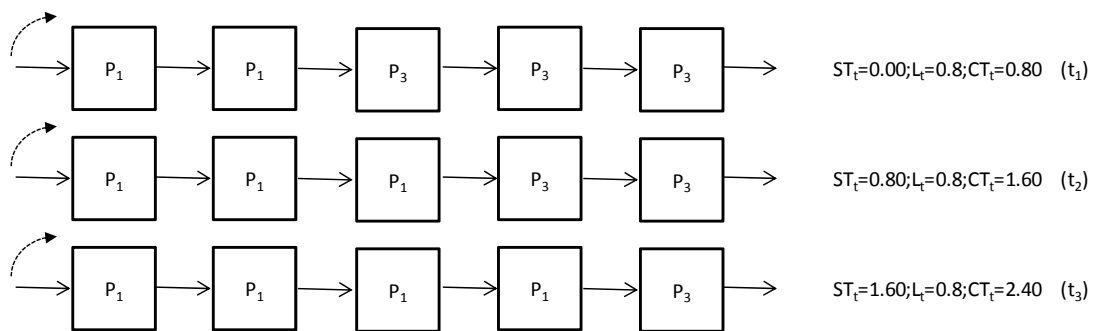 P₁ P₁ P₃ P₃ P₃ STₜ=0.00;Lₜ=0.8;CTₜ=0.80 (t₁)
P₁ P₁ P₁ P₃ P₃ STₜ=0.80;Lₜ=0.8;CTₜ=1.60 (t₂)
P₁ P₁ P₁ P₁ P₃ STₜ=1.60;Lₜ=0.8;CTₜ=2.40 (t₃)